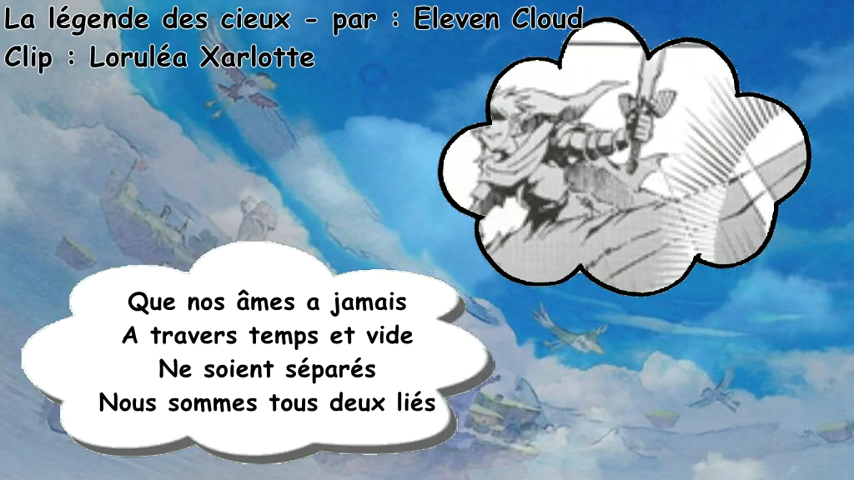 La légende des cieux - par : Eleven Cloud
Clip : Loruléa Xarlotte
Que nos âmes a jamais
A travers temps et vide
Ne soient séparés
Nous sommes tous deux liés